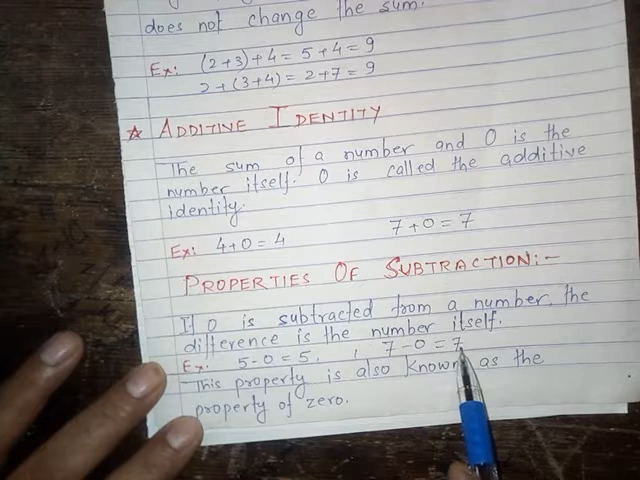 does not change the sum.
Ex: (2+3)+4=5+4=9
2+(3+4)=2+7=9
☆ ADDITIVE IDENTITY
The sum of a number and 0 is the
number itself. 0 is called the additive
identity.
Ex: 4+0=4 7+0=7
PROPERTIES OF SUBTRACTION:-
If 0 is subtracted from a number, the
difference is the number itself.
Ex: 5-0=5, , 7-0=7
This property is also known as the
property of zero.